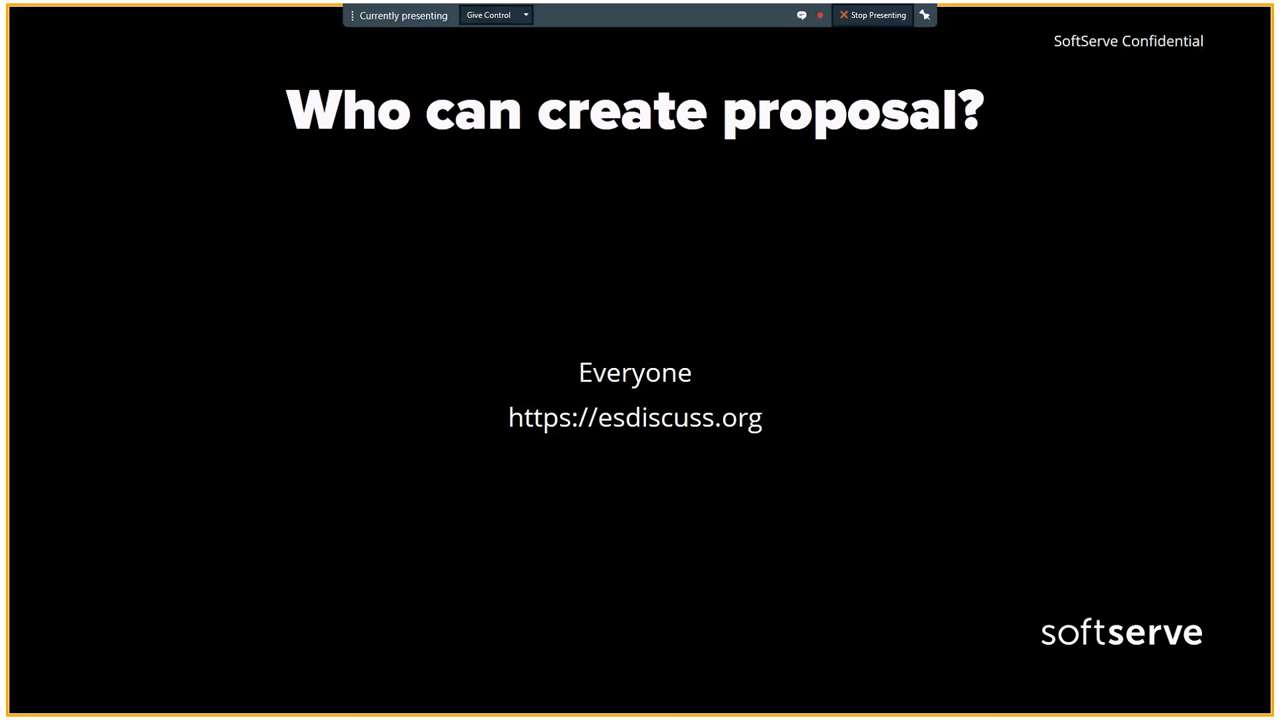 Currently presenting
Give Control
Stop Presenting
SoftServe Confidential
Who can create proposal?
Everyone
https://esdiscuss.org
softserve